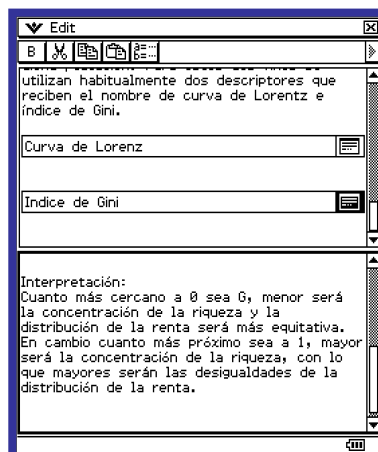 Edit
B
utilizan habitualmente dos descriptores que
reciben el nombre de curva de Lorentz e
índice de Gini.
Curva de Lorenz
Indice de Gini
Interpretación:
Cuanto más cercano a 0 sea G, menor será
la concentración de la riqueza y la
distribución de la renta será más equitativa.
En cambio cuanto más próximo sea a 1, mayor
será la concentración de la riqueza, con lo
que mayores serán las desigualdades de la
distribución de la renta.